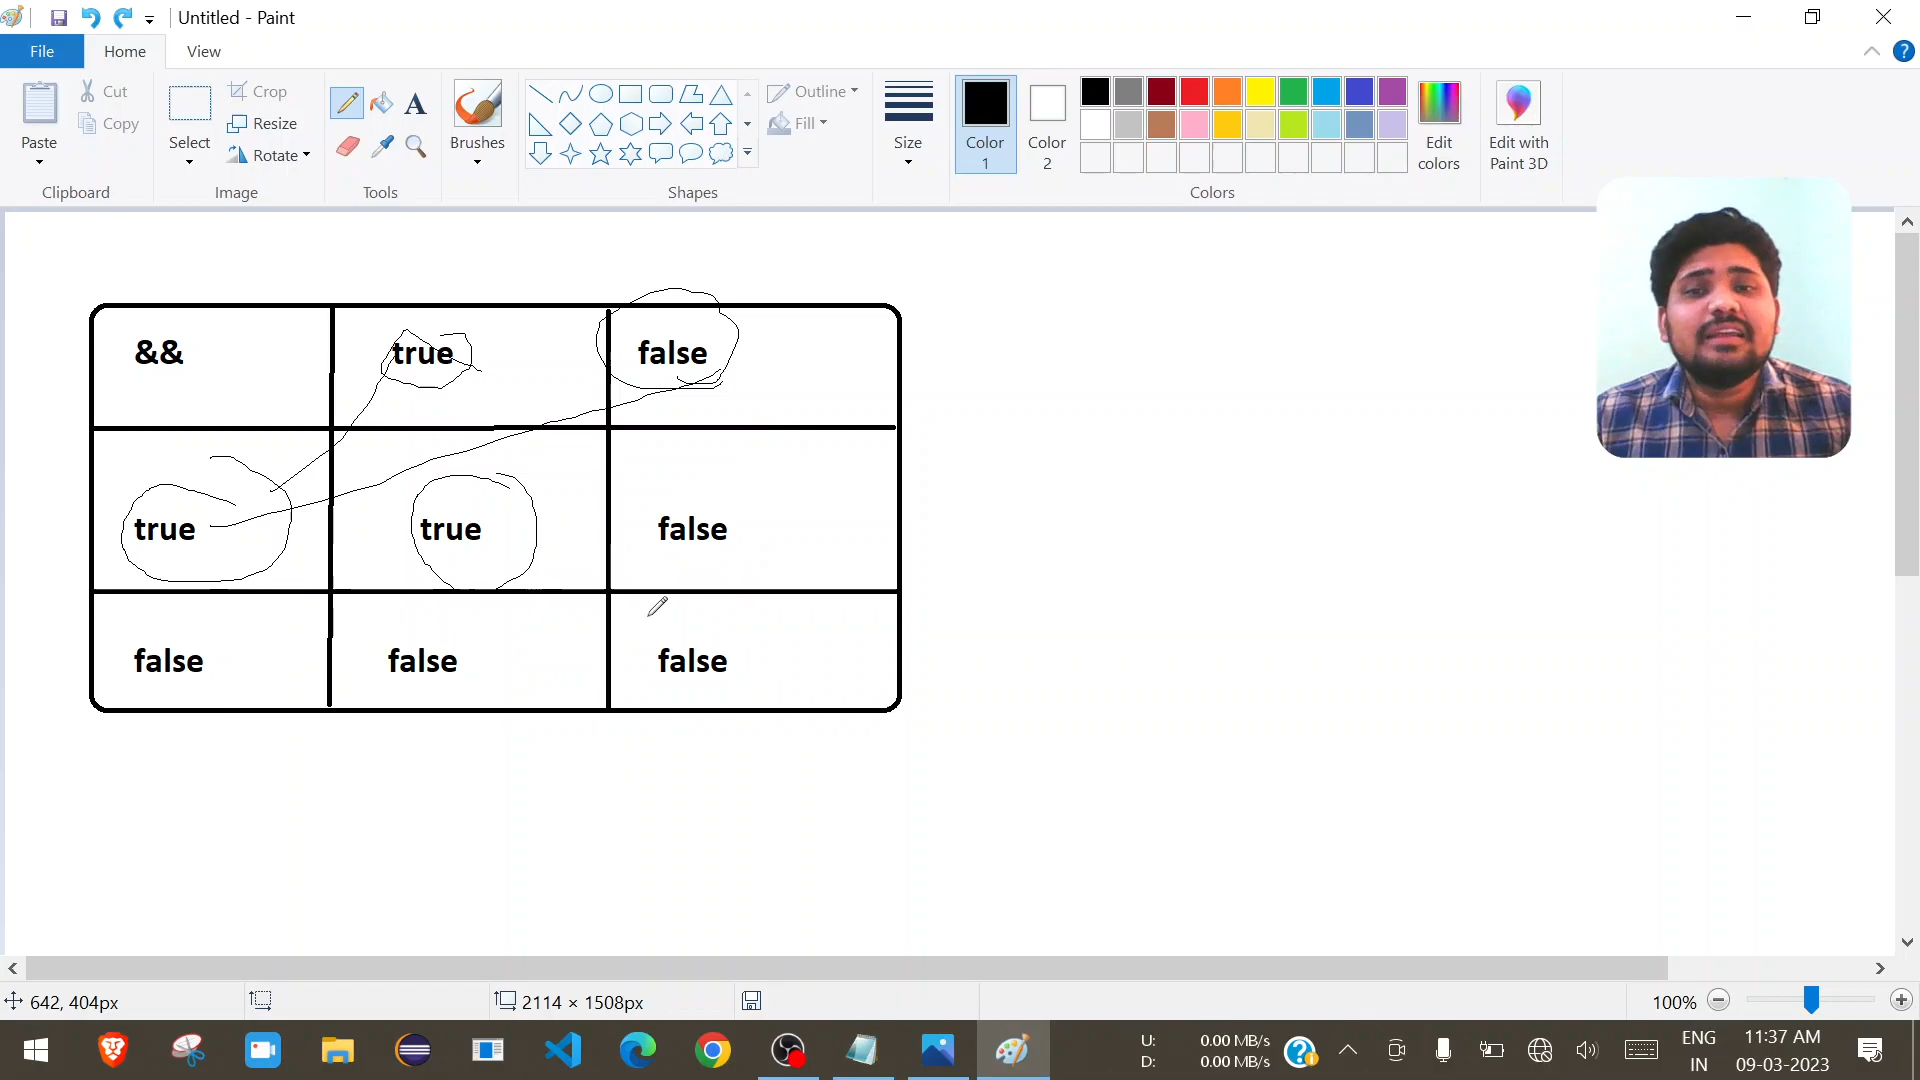 Untitled - Paint
File Home View
Paste
Cut
Copy
Clipboard
Select
Crop
Resize
Rotate
Image
A
Tools
Brushes
Outline
Fill
Shapes
Size
Color 1
Color 2
Edit colors
Colors
Edit with Paint 3D
&& true false
true true false
false false false
642, 404px
2114 × 1508px
100%
U: 0.00 MB/s
D: 0.00 MB/s
ENG
IN
11:37 AM
09-03-2023